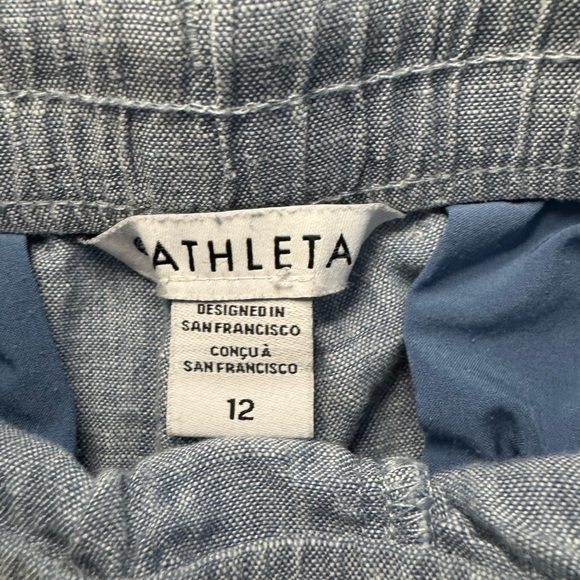 ATHLETA
DESIGNED IN
SAN FRANCISCO
CONÇU À
SAN FRANCISCO
12